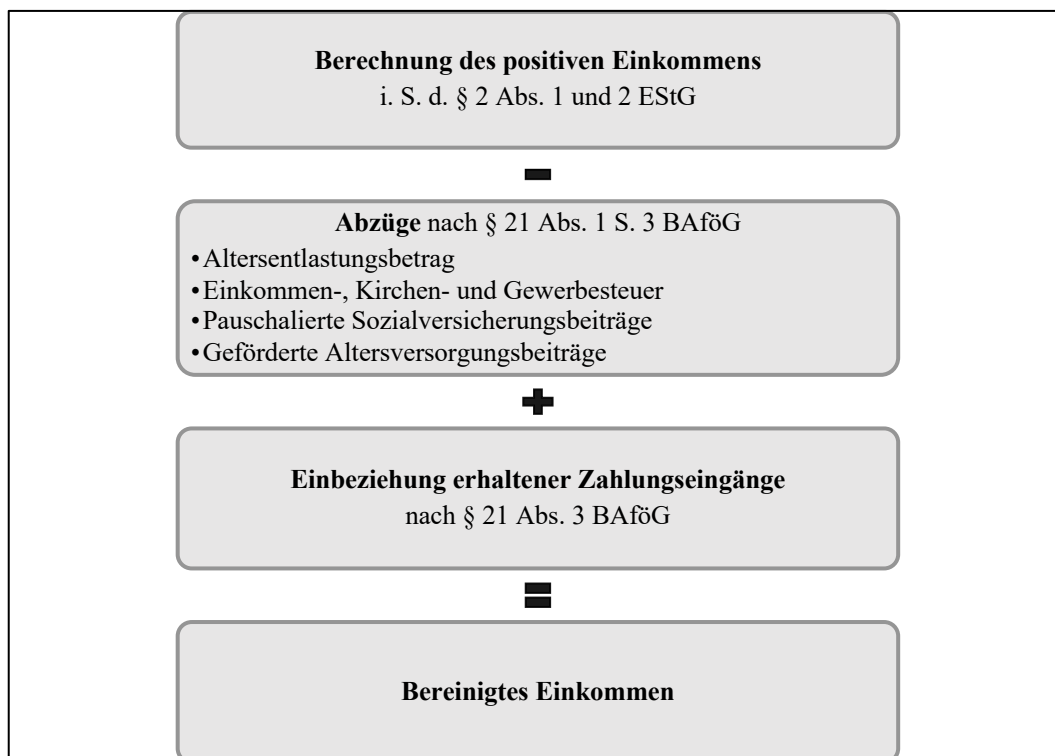 Berechnung des positiven Einkommens
i. S. d. § 2 Abs. 1 und 2 EStG
Abzüge nach § 21 Abs. 1 S. 3 BAföG
•Altersentlastungsbetrag
•Einkommen-, Kirchen- und Gewerbesteuer
•Pauschalierte Sozialversicherungsbeiträge
•Geförderte Altersversorgungsbeiträge
Einbeziehung erhaltener Zahlungseingänge
nach § 21 Abs. 3 BAföG
Bereinigtes Einkommen